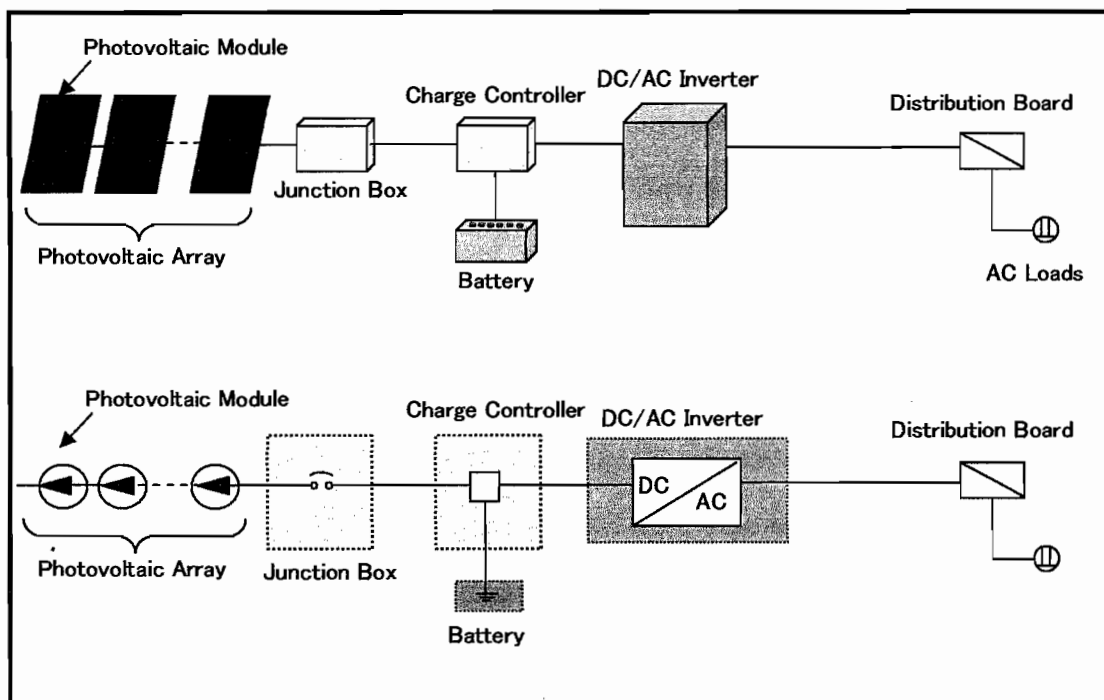 Photovoltaic Module
DC/AC Inverter
Charge Controller
Distribution Board
Junction Box
Photovoltaic Array
Battery
AC Loads
Photovoltaic Module
Charge Controller
DC/AC Inverter
Distribution Board
DC
AC
Photovoltaic Array
Junction Box
Battery